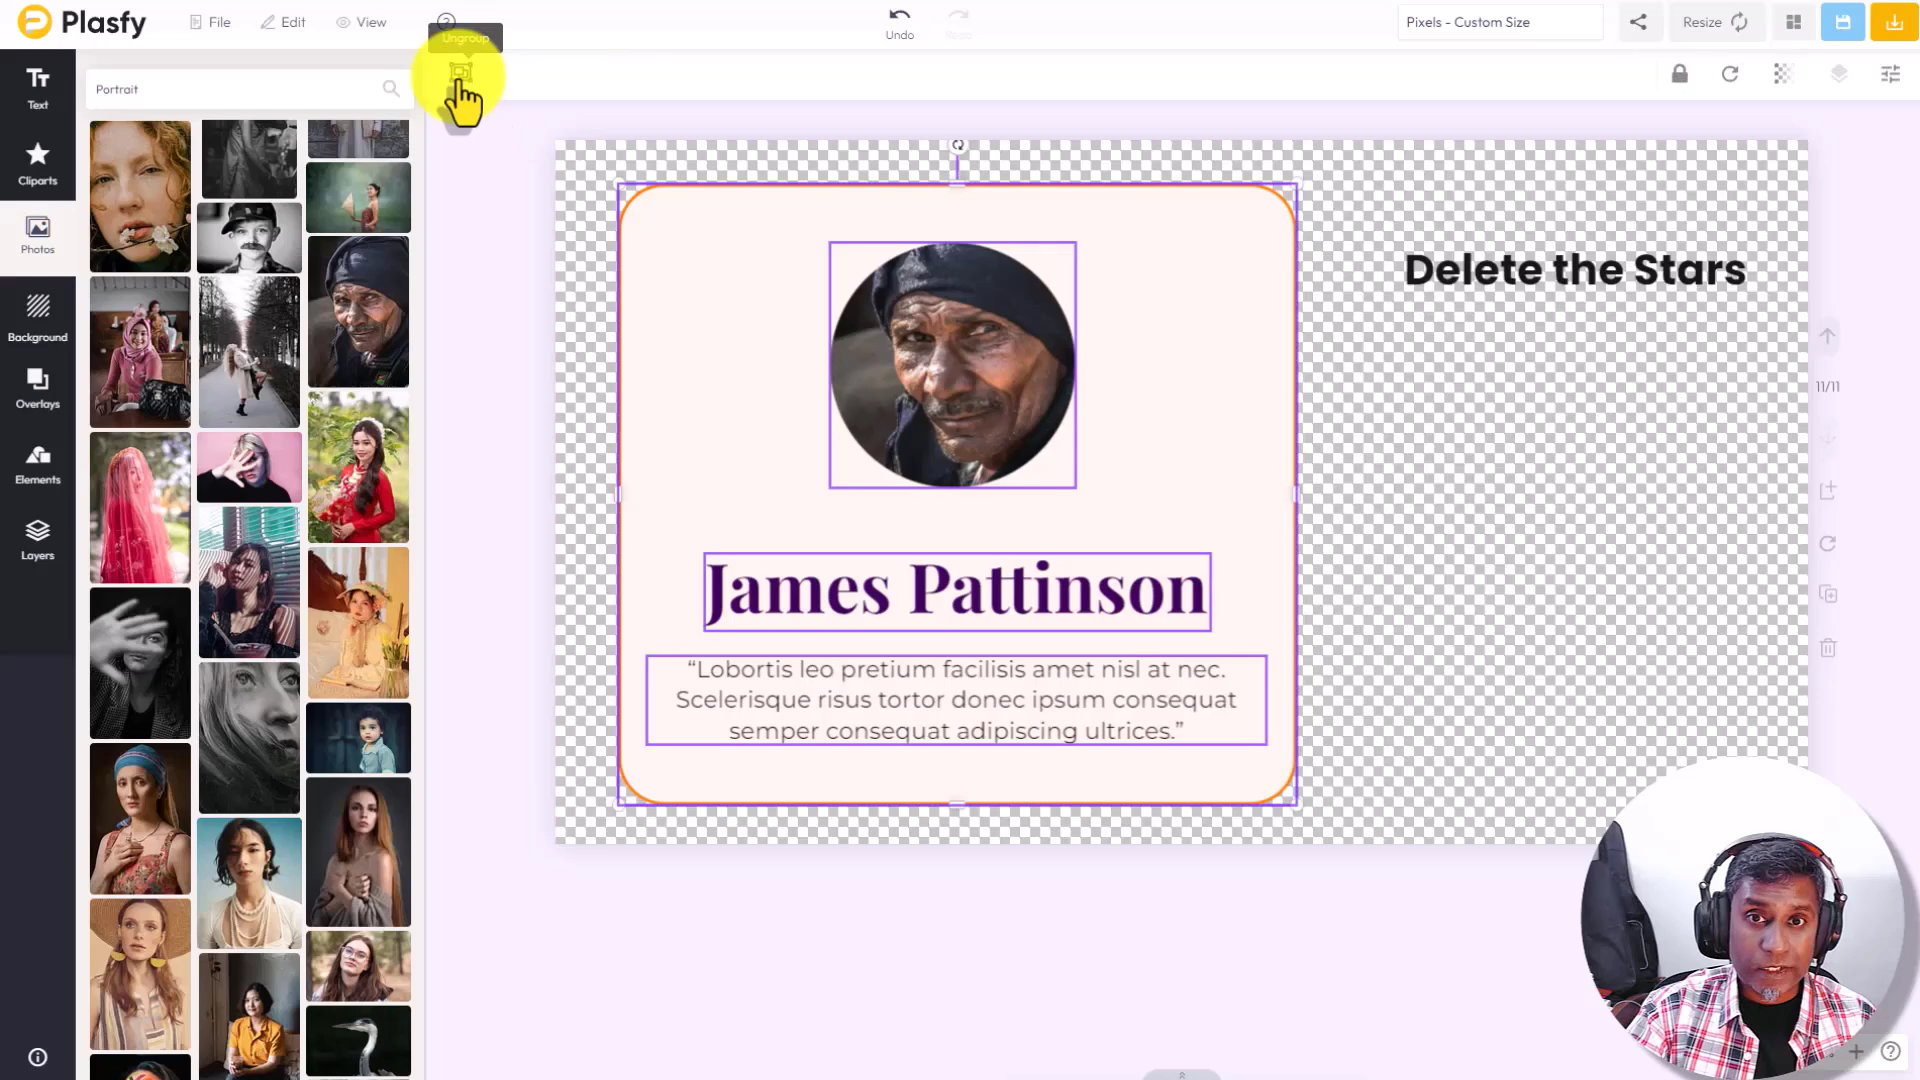 Plasfy
File
Edit
View
Ungroup
Undo
Redo
Pixels - Custom Size
Resize
Text
Cliparts
Photos
Background
Overlays
Elements
Layers
Portrait
James Pattinson
“Lobortis leo pretium facilisis amet nisl at nec.
Scelerisque risus tortor donec ipsum consequat
semper consequat adipiscing ultrices.”
Delete the Stars
11/11